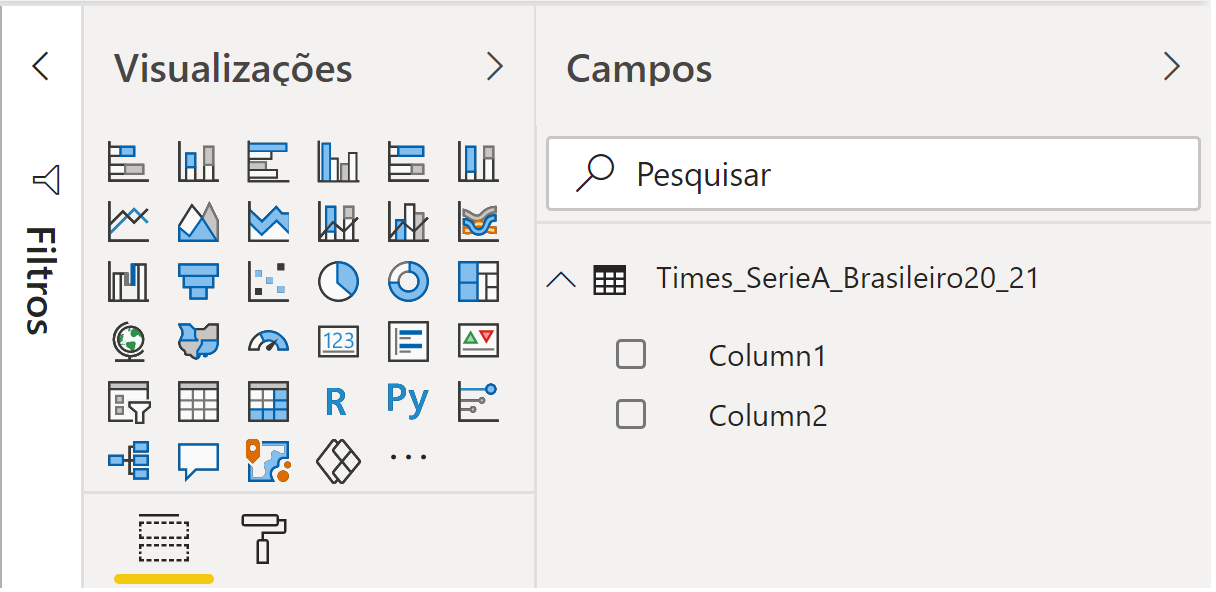 Filtros
Visualizações
123
R
Py
...
Campos
Pesquisar
Times_SerieA_Brasileiro20_21
Column1
Column2